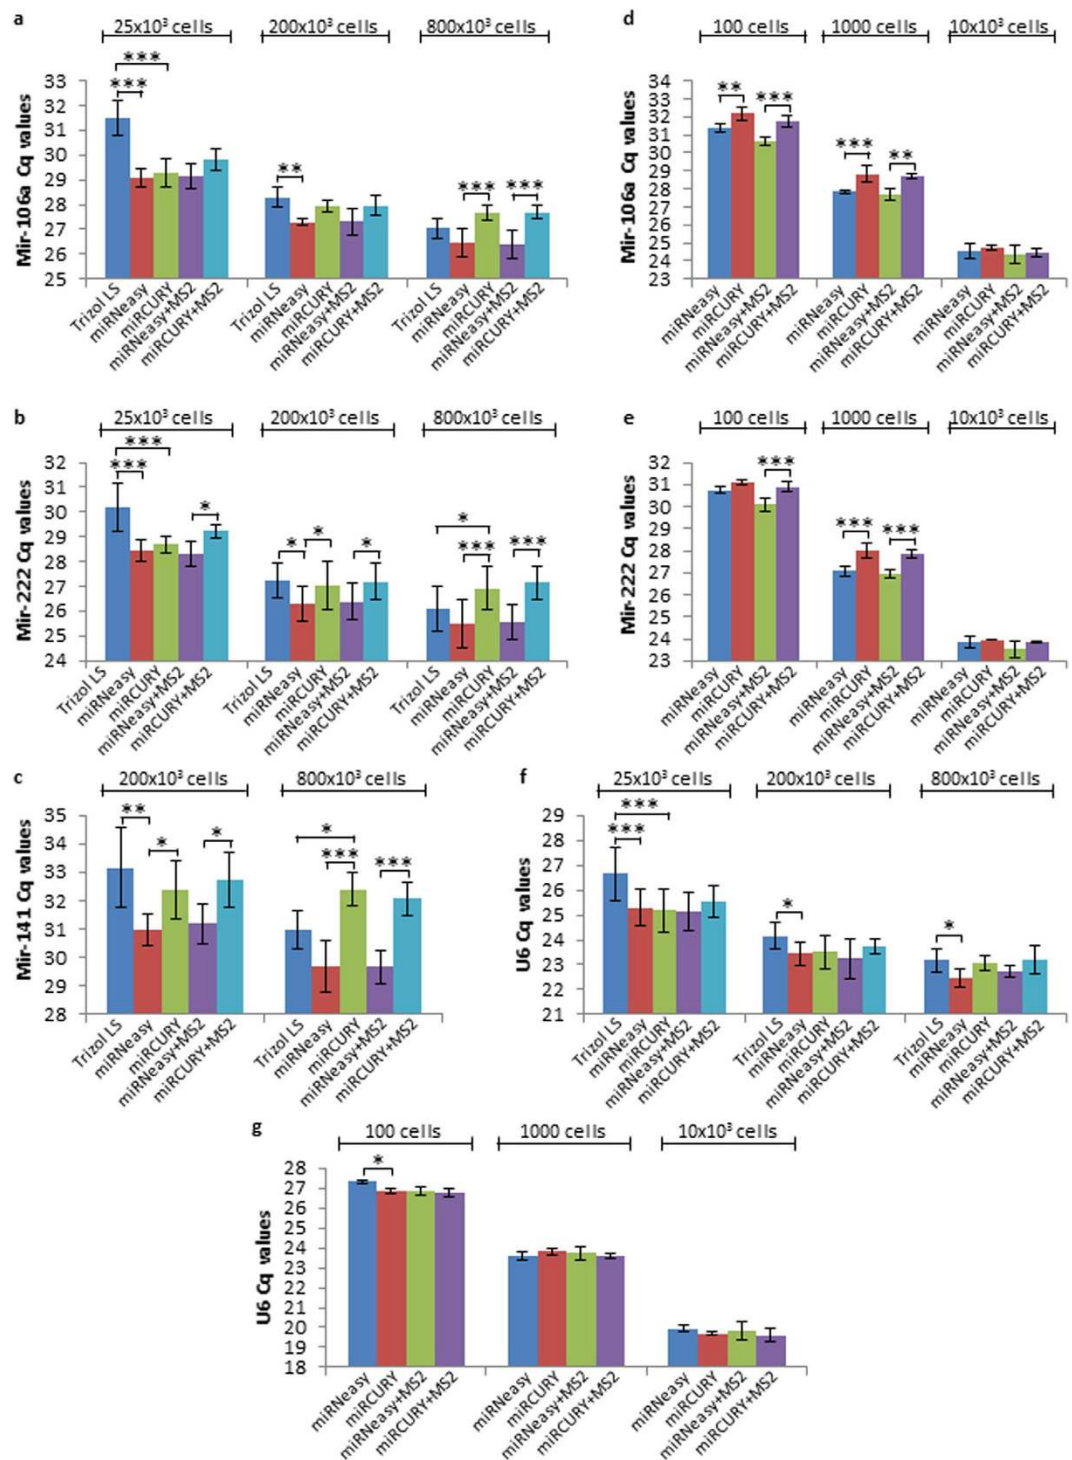 a
25x10³ cells 200x10³ cells 800x10³ cells
***
*** ** *** ***
Mir-106a Cq values
33
32
31
30
29
28
27
26
25
Trizol LS miRNeasy miRCURY miRNeasy+MS2 miRCURY+MS2 Trizol LS miRNeasy miRCURY miRNeasy+MS2 miRCURY+MS2 Trizol LS miRNeasy miRCURY miRNeasy+MS2 miRCURY+MS2
d
100 cells 1000 cells 10x10³ cells
** *** *** **
Mir-106a Cq values
34
33
32
31
30
29
28
27
26
25
24
23
miRNeasy miRCURY miRNeasy+MS2 miRCURY+MS2 miRNeasy miRCURY miRNeasy+MS2 miRCURY+MS2 miRNeasy miRCURY miRNeasy+MS2 miRCURY+MS2
b
25x10³ cells 200x10³ cells 800x10³ cells
***
*** * * * * * *** ***
Mir-222 Cq values
32
31
30
29
28
27
26
25
24
Trizol LS miRNeasy miRCURY miRNeasy+MS2 miRCURY+MS2 Trizol LS miRNeasy miRCURY miRNeasy+MS2 miRCURY+MS2 Trizol LS miRNeasy miRCURY miRNeasy+MS2 miRCURY+MS2
e
100 cells 1000 cells 10x10³ cells
*** *** ***
Mir-222 Cq values
32
31
30
29
28
27
26
25
24
23
miRNeasy miRCURY miRNeasy+MS2 miRCURY+MS2 miRNeasy miRCURY miRNeasy+MS2 miRCURY+MS2 miRNeasy miRCURY miRNeasy+MS2 miRCURY+MS2
c
200x10³ cells 800x10³ cells
** * * * *** ***
Mir-141 Cq values
35
34
33
32
31
30
29
28
Trizol LS miRNeasy miRCURY miRNeasy+MS2 miRCURY+MS2 Trizol LS miRNeasy miRCURY miRNeasy+MS2 miRCURY+MS2
f
25x10³ cells 200x10³ cells 800x10³ cells
***
*** * *
U6 Cq values
29
28
27
26
25
24
23
22
21
Trizol LS miRNeasy miRCURY miRNeasy+MS2 miRCURY+MS2 Trizol LS miRNeasy miRCURY miRNeasy+MS2 miRCURY+MS2 Trizol LS miRNeasy miRCURY miRNeasy+MS2 miRCURY+MS2
g
100 cells 1000 cells 10x10³ cells
*
U6 Cq values
28
27
26
25
24
23
22
21
20
19
18
miRNeasy miRCURY miRNeasy+MS2 miRCURY+MS2 miRNeasy miRCURY miRNeasy+MS2 miRCURY+MS2 miRNeasy miRCURY miRNeasy+MS2 miRCURY+MS2